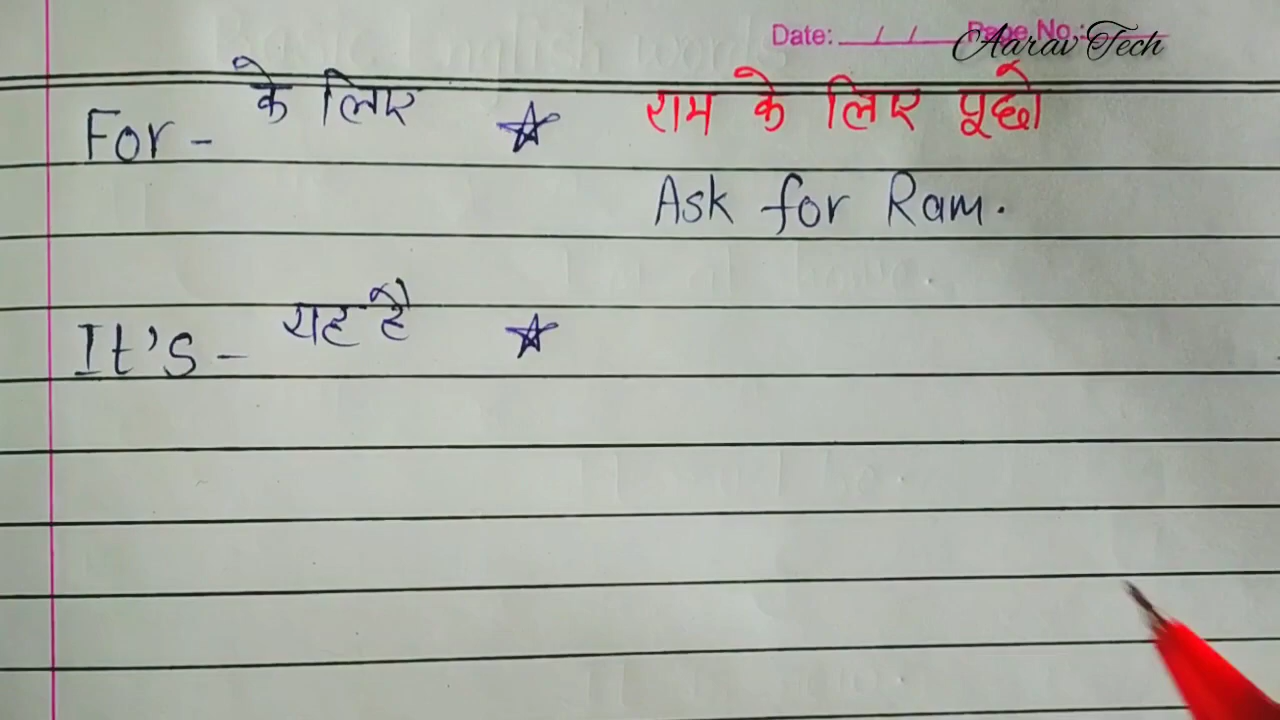 Date: / / Page No.:
Aarav Tech
For - के लिए ☆ राम के लिए पूछो
Ask for Ram.
It's - यह है ☆